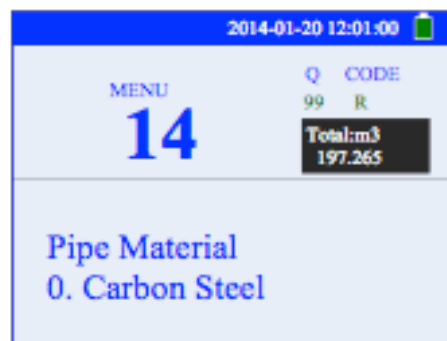 2014-01-20 12:01:00
MENU
14
Q CODE
99 R
Total:m3
197.265
Pipe Material
0. Carbon Steel